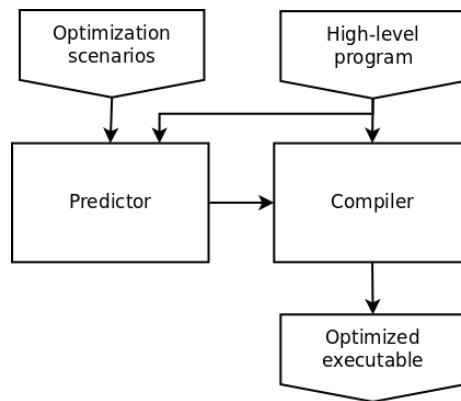 Optimization
scenarios
High-level
program
Predictor
Compiler
Optimized
executable